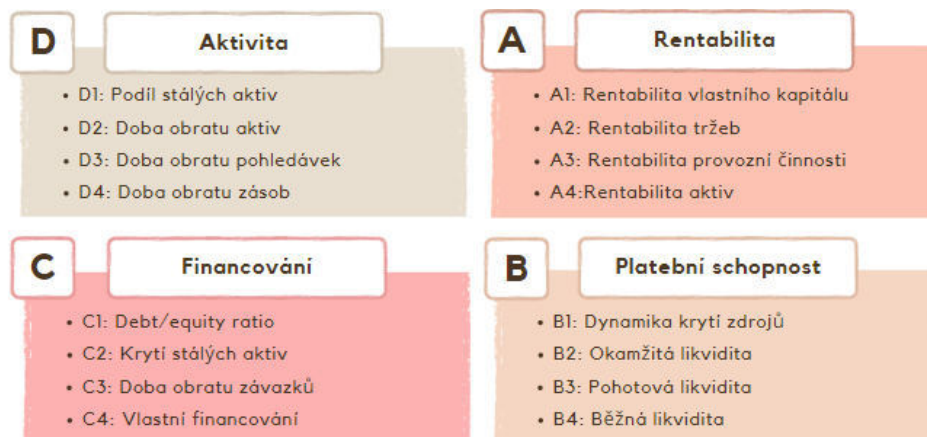 D
Aktivita
• D1: Podíl stálých aktiv
• D2: Doba obratu aktiv
• D3: Doba obratu pohledávek
• D4: Doba obratu zásob
A
Rentabilita
• A1: Rentabilita vlastního kapitálu
• A2: Rentabilita tržeb
• A3: Rentabilita provozní činnosti
• A4:Rentabilita aktiv
C
Financování
• C1: Debt/equity ratio
• C2: Krytí stálých aktiv
• C3: Doba obratu závazků
• C4: Vlastní financování
B
Platební schopnost
• B1: Dynamika krytí zdrojů
• B2: Okamžitá likvidita
• B3: Pohotová likvidita
• B4: Běžná likvidita